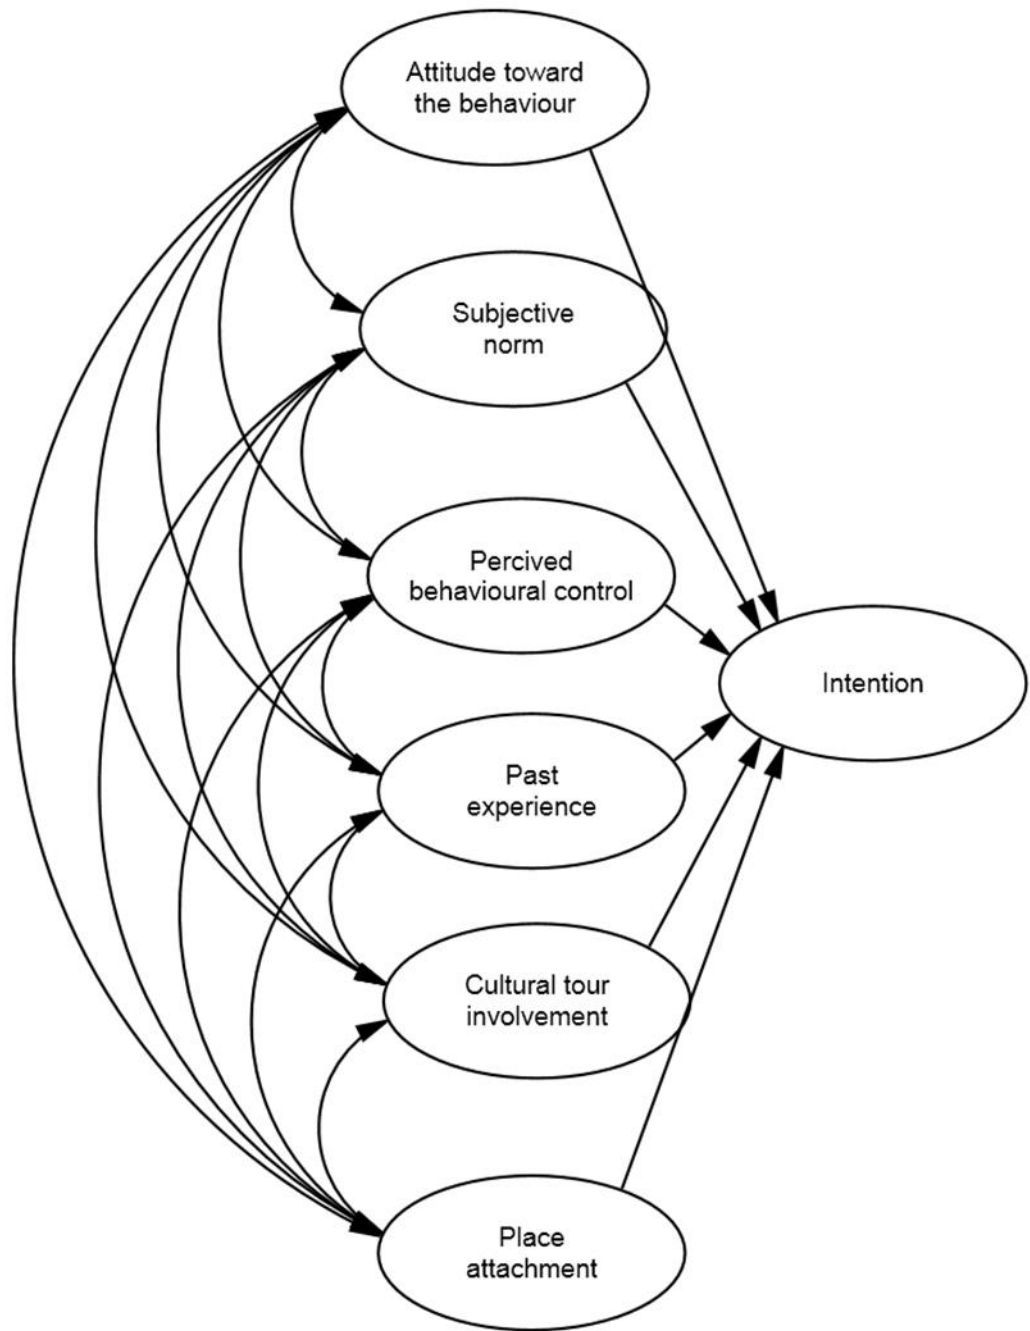 Attitude toward
the behaviour
Subjective
norm
Percived
behavioural control
Intention
Past
experience
Cultural tour
involvement
Place
attachment